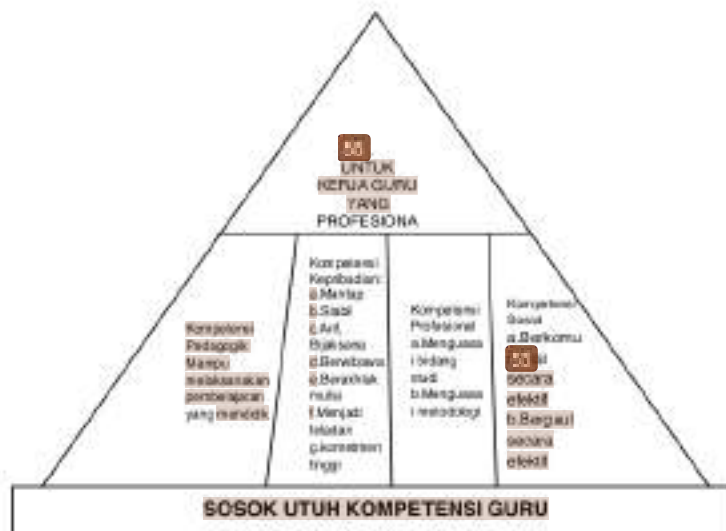 UNTUK
KERJA GURU
YANG
PROFESIONA
Kompetensi
Pedagogik
Mampu
melaksanakan
pembelajaran
yang mendidik
Kompetensi
Kepribadian:
a.Mantap
b.Stabil
c.Arif,
Bijaksana
d.Berwibawa
e.Berakhlak
mulia
f.Menjadi
teladan
g.komitmen
tinggi
Kompetensi
Profesional
a.Menguasa
i bidang
studi
b.Menguasa
i metodologi
Kompetensi
Sosial
a.Berkomu
secara
efektif
b.Bergaul
secara
efektif
SOSOK UTUH KOMPETENSI GURU